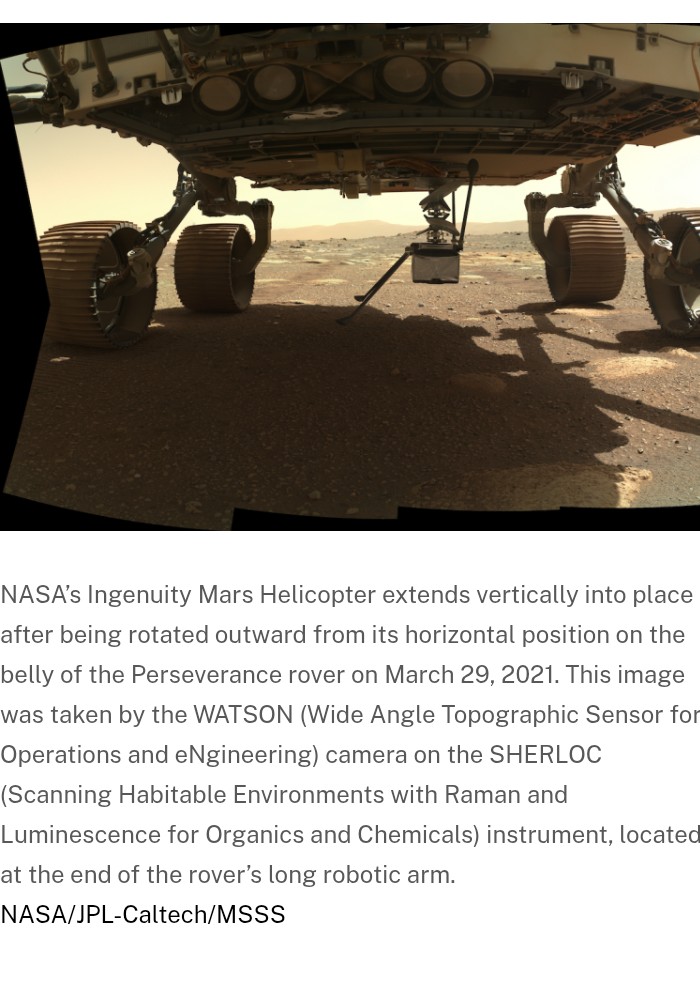 NASA’s Ingenuity Mars Helicopter extends vertically into place
after being rotated outward from its horizontal position on the
belly of the Perseverance rover on March 29, 2021. This image
was taken by the WATSON (Wide Angle Topographic Sensor for
Operations and eNgineering) camera on the SHERLOC
(Scanning Habitable Environments with Raman and
Luminescence for Organics and Chemicals) instrument, located
at the end of the rover’s long robotic arm.
NASA/JPL-Caltech/MSSS